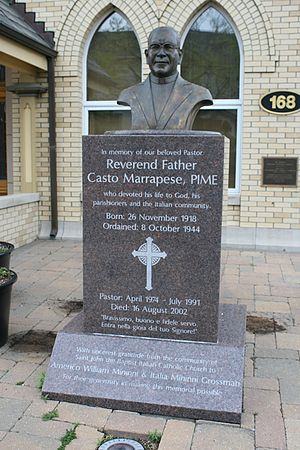 168
In memory of our beloved Pastor
Reverend Father
Casto Marrapese, PIME
who devoted his life to God, his
parishioners and the Italian community.
Born: 26 November 1918
Ordained: 8 October 1944
Pastor: April 1974 - July 1991
Died: 16 August 2002
"Bravissimo, buono e fidele servo.
Entra nella gioia del tuo Signore!"
With sincerest gratitude from the community of
Saint John the Baptist Italian Catholic Church to
Americo William Minonni & Italia Mininni Crossman
For their generosity in making this memorial possible